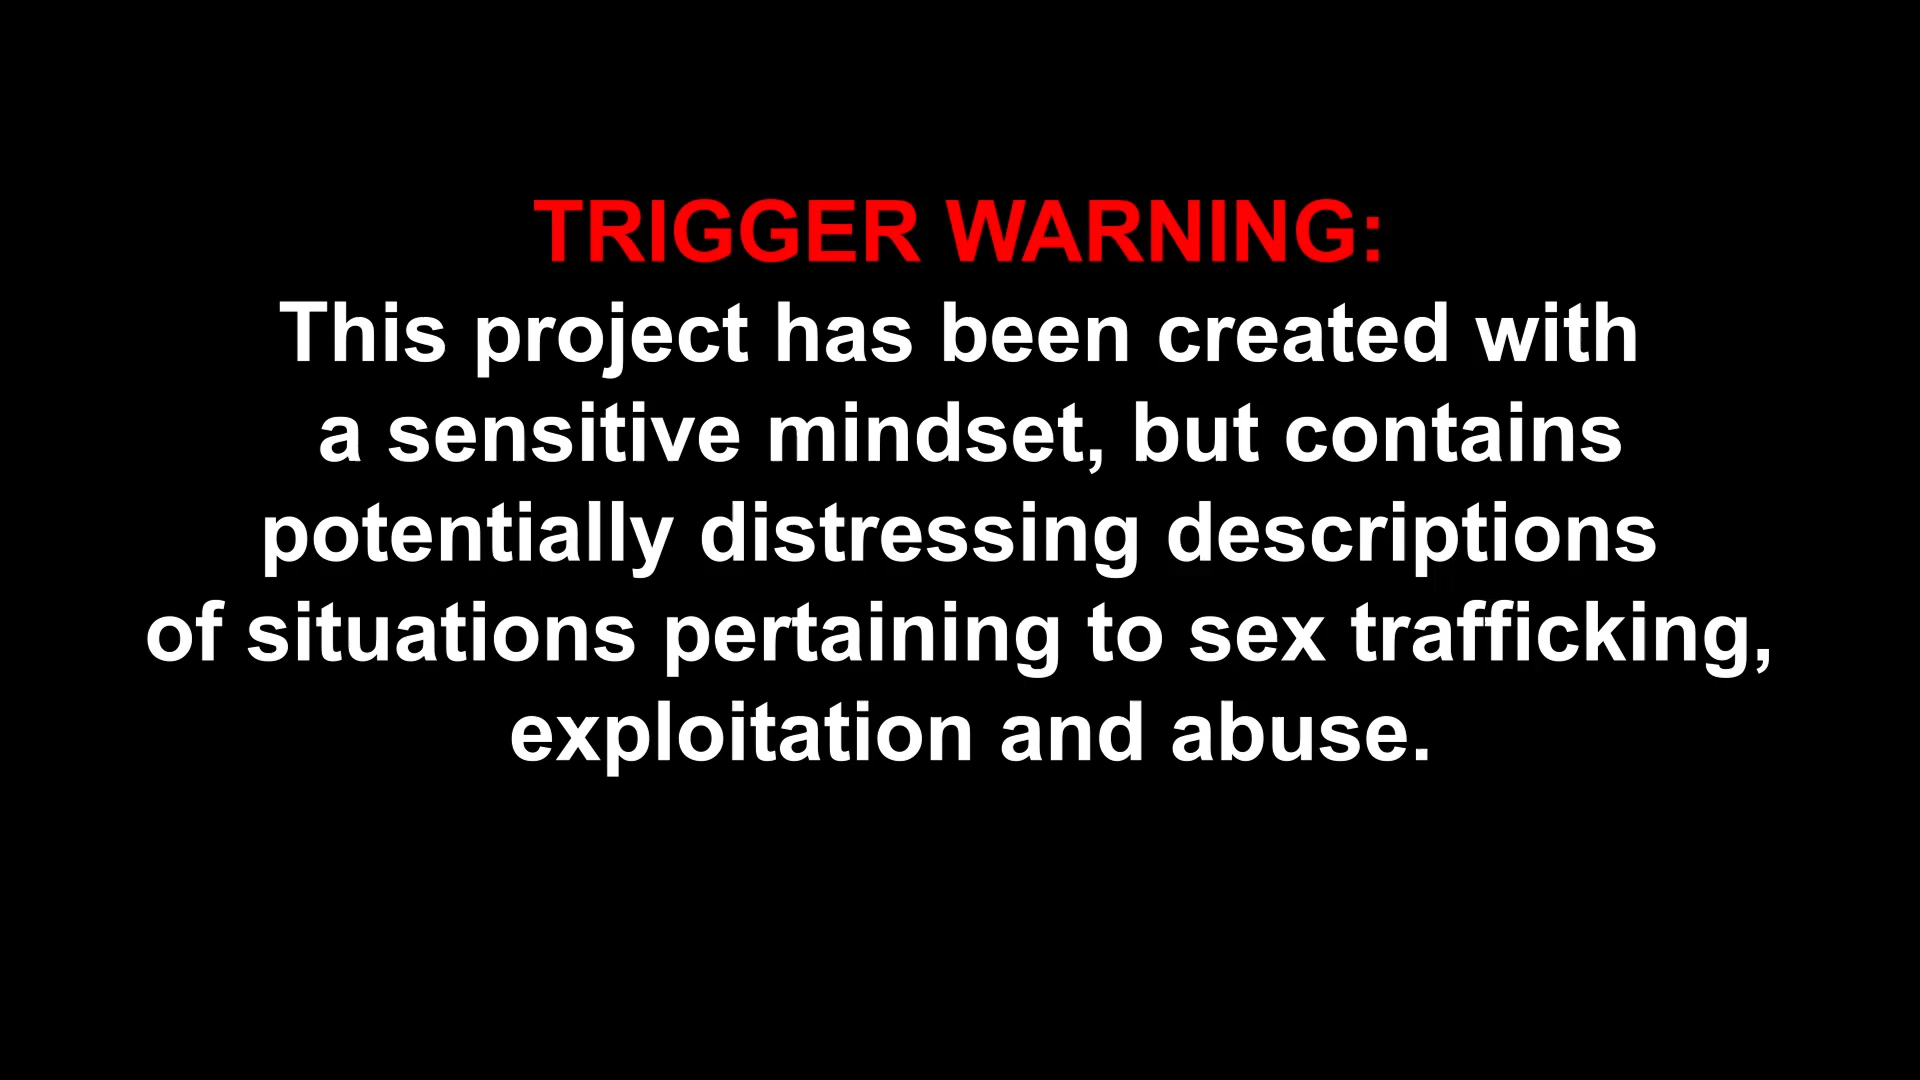 TRIGGER WARNING:
This project has been created with
a sensitive mindset, but contains
potentially distressing descriptions
of situations pertaining to sex trafficking,
exploitation and abuse.